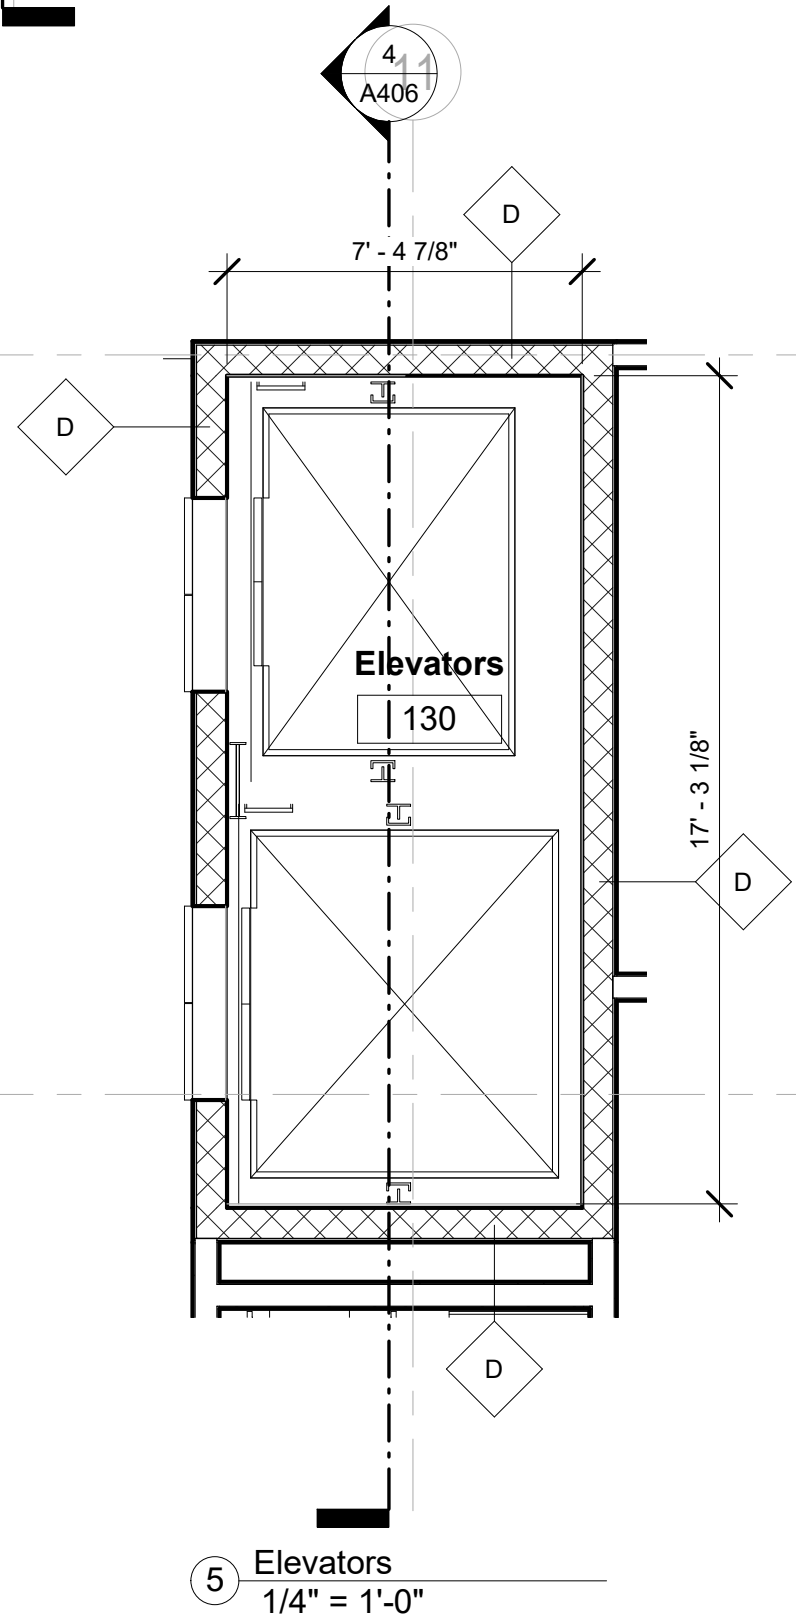 4
11
A406
D
7' - 4 7/8"
D
Elevators
130
17' - 3 1/8"
D
D
5
Elevators
1/4" = 1'-0"